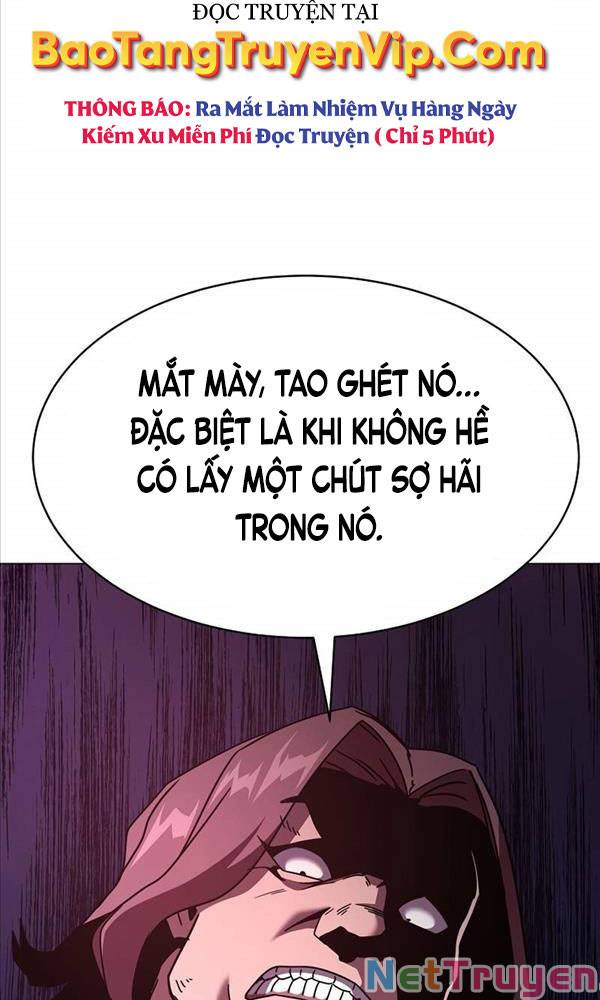 ĐỌC TRUYỆN TẠI
BaoTangTruyenVip.Com
THÔNG BÁO: Ra Mắt Làm Nhiệm Vụ Hàng Ngày
Kiếm Xu Miễn Phí Đọc Truyện ( Chỉ 5 Phút)
MẮT MÀY, TAO GHÉT NÓ...
ĐẶC BIỆT LÀ KHI KHÔNG HỀ
CÓ LẤY MỘT CHÚT SỢ HÃI
TRONG NÓ.
NetTruyen